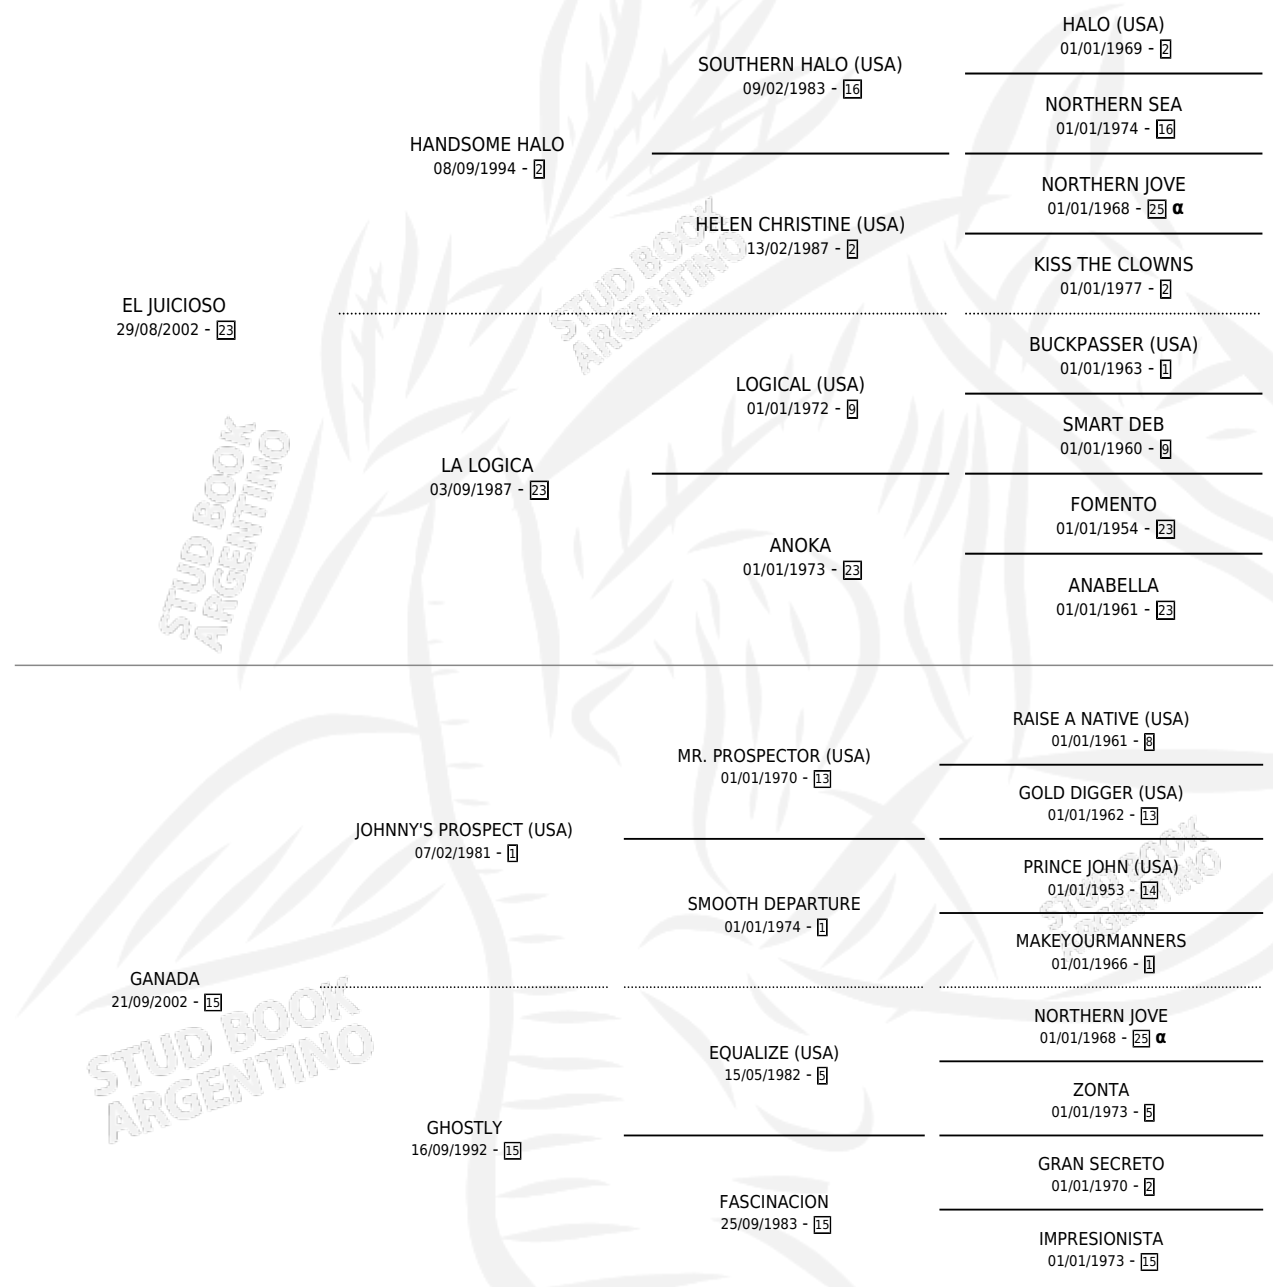 HALO (USA)
01/01/1969 - 2
SOUTHERN HALO (USA)
09/02/1983 - 16
NORTHERN SEA
01/01/1974 - 16
HANDSOME HALO
08/09/1994 - 2
NORTHERN JOVE
01/01/1968 - 25 α
HELEN CHRISTINE (USA)
13/02/1987 - 2
KISS THE CLOWNS
01/01/1977 - 2
EL JUICIOSO
29/08/2002 - 23
BUCKPASSER (USA)
01/01/1963 - 1
LOGICAL (USA)
01/01/1972 - 9
SMART DEB
01/01/1960 - 9
LA LOGICA
03/09/1987 - 23
FOMENTO
01/01/1954 - 23
ANOKA
01/01/1973 - 23
ANABELLA
01/01/1961 - 23
RAISE A NATIVE (USA)
01/01/1961 - 8
MR. PROSPECTOR (USA)
01/01/1970 - 13
GOLD DIGGER (USA)
01/01/1962 - 13
JOHNNY'S PROSPECT (USA)
07/02/1981 - 1
PRINCE JOHN (USA)
01/01/1953 - 14
SMOOTH DEPARTURE
01/01/1974 - 1
MAKEYOURMANNERS
01/01/1966 - 1
GANADA
21/09/2002 - 15
NORTHERN JOVE
01/01/1968 - 25 α
EQUALIZE (USA)
15/05/1982 - 5
ZONTA
01/01/1973 - 5
GHOSTLY
16/09/1992 - 15
GRAN SECRETO
01/01/1970 - 2
FASCINACION
25/09/1983 - 15
IMPRESIONISTA
01/01/1973 - 15
STUD BOOK
ARGENTINO
STUD BOOK
ARGENTINO
STUD BOOK
ARGENTINO
STUD BOOK
ARGENTINO